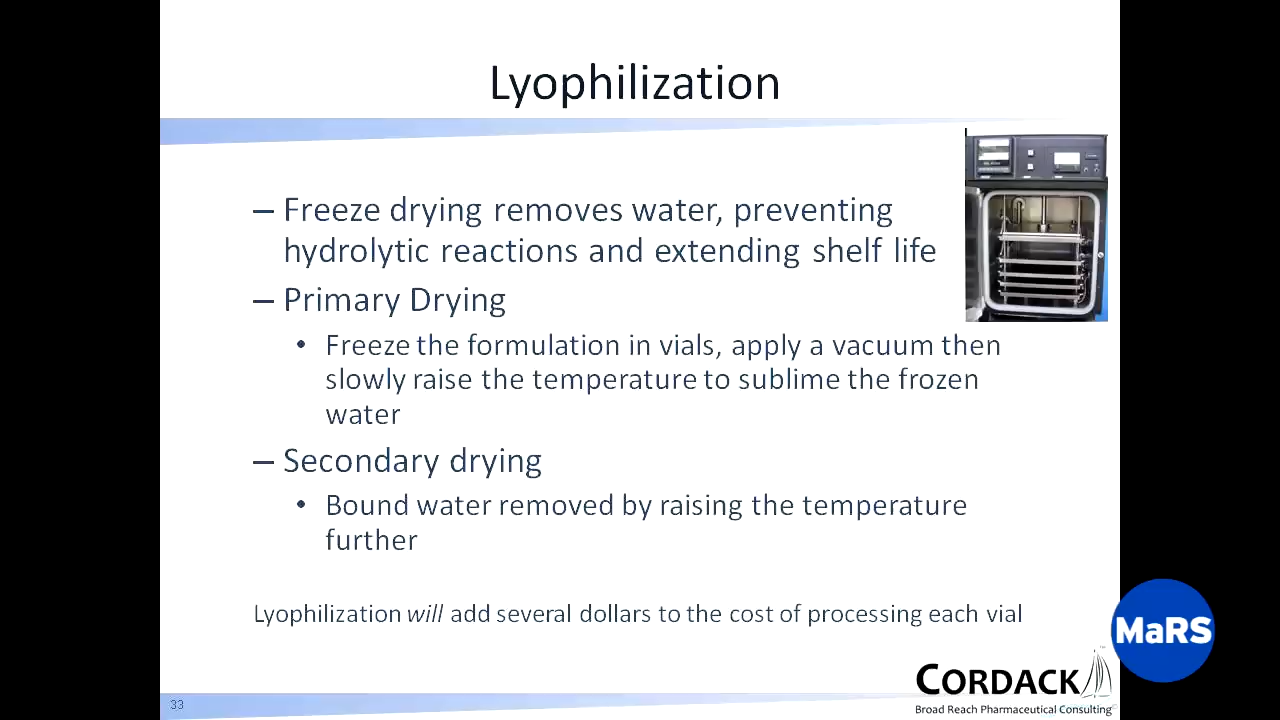 Lyophilization
– Freeze drying removes water, preventing
hydrolytic reactions and extending shelf life
– Primary Drying
• Freeze the formulation in vials, apply a vacuum then
slowly raise the temperature to sublime the frozen
water
– Secondary drying
• Bound water removed by raising the temperature
further
Lyophilization will add several dollars to the cost of processing each vial
MaRS
CORDACK
Broad Reach Pharmaceutical Consulting
33